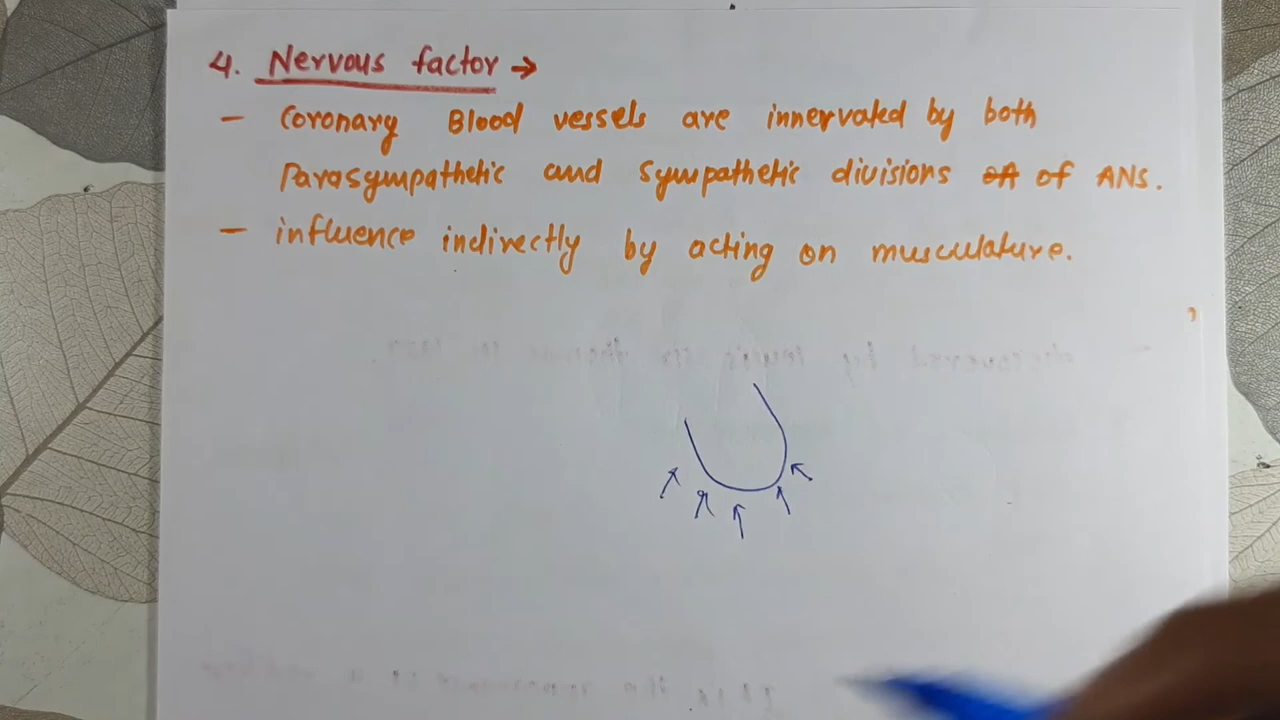 4. Nervous factor →
- Coronary Blood vessels are innervated by both
Parasympathetic and Sympathetic divisions of ANS.
- influence indirectly by acting on musculature.